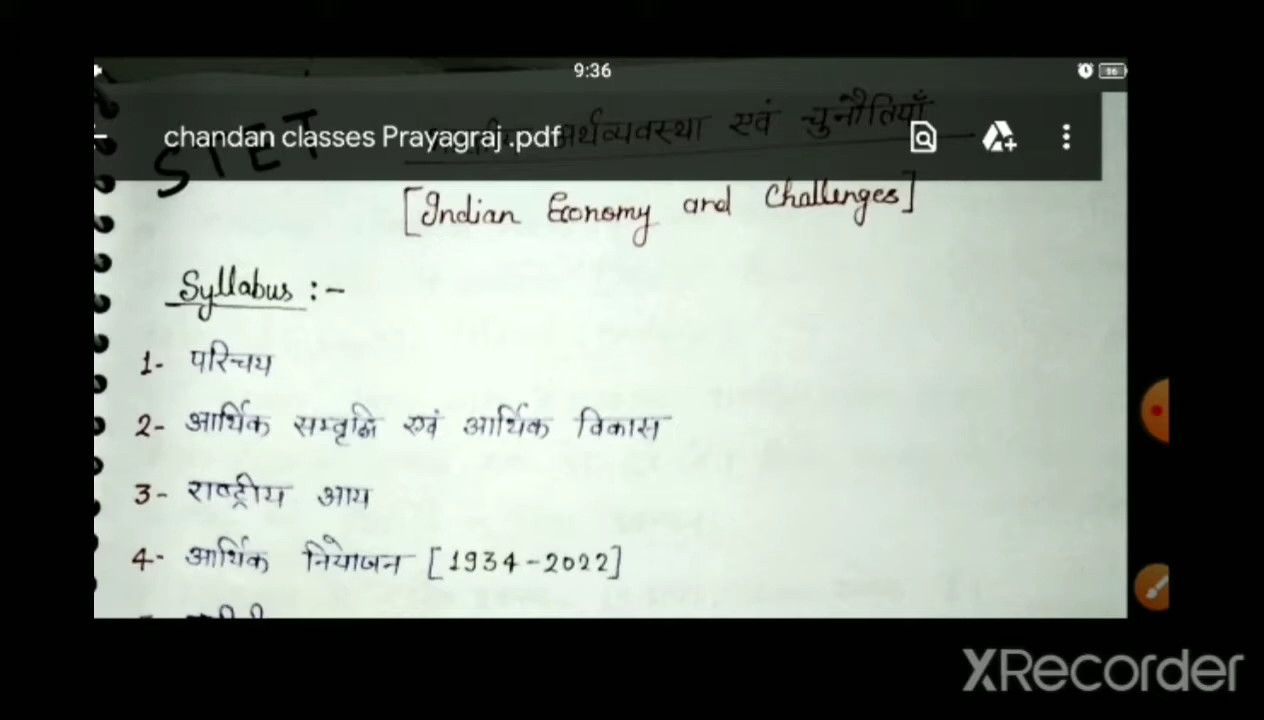 9:36
96
chandan classes Prayagraj .pdf
STET
अर्थव्यवस्था एवं चुनौतियाँ
[Indian Economy and Challenges]
Syllabus :-
1- परिचय
2- आर्थिक सम्वृद्धि एवं आर्थिक विकास
3- राष्ट्रीय आय
4- आर्थिक नियोजन [1934-2022]
XRecorder